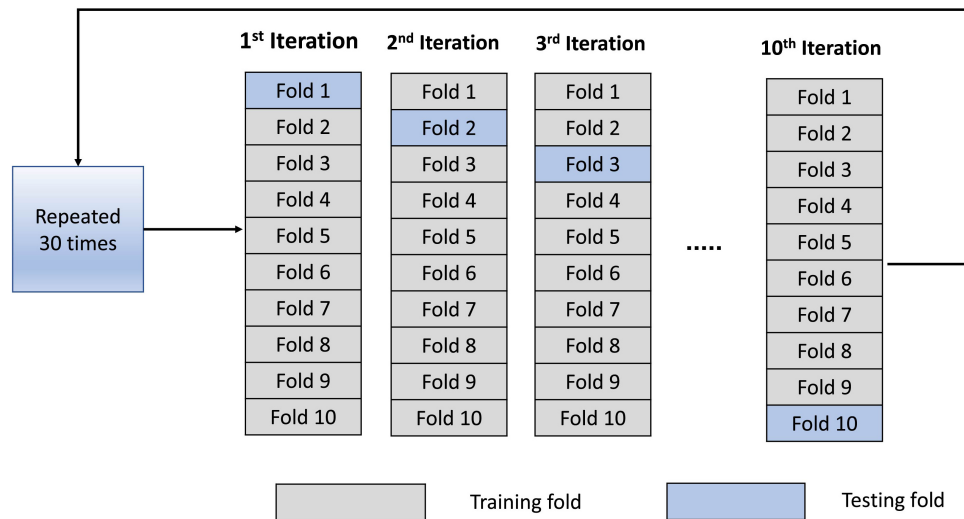 1st Iteration
2nd Iteration
3rd Iteration
10th Iteration
Repeated
30 times
Fold 1
Fold 2
Fold 3
Fold 4
Fold 5
Fold 6
Fold 7
Fold 8
Fold 9
Fold 10
Fold 1
Fold 2
Fold 3
Fold 4
Fold 5
Fold 6
Fold 7
Fold 8
Fold 9
Fold 10
Fold 1
Fold 2
Fold 3
Fold 4
Fold 5
Fold 6
Fold 7
Fold 8
Fold 9
Fold 10
.....
Fold 1
Fold 2
Fold 3
Fold 4
Fold 5
Fold 6
Fold 7
Fold 8
Fold 9
Fold 10
Training fold
Testing fold